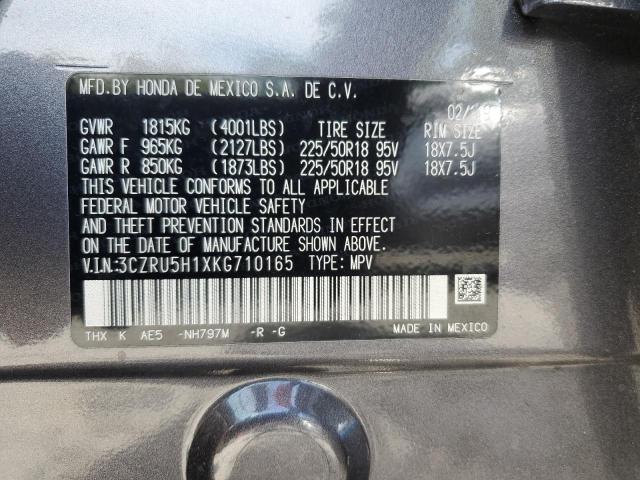 MFD.BY HONDA DE MEXICO S.A. DE C.V.
GVWR 1815KG (4001LBS) TIRE SIZE RIM SIZE
GAWR F 965KG (2127LBS) 225/50R18 95V 18X7.5J
GAWR R 850KG (1873LBS) 225/50R18 95V 18X7.5J
THIS VEHICLE CONFORMS TO ALL APPLICABLE
FEDERAL MOTOR VEHICLE SAFETY
AND THEFT PREVENTION STANDARDS IN EFFECT
ON THE DATE OF MANUFACTURE SHOWN ABOVE.
V.I.N:3CZRU5H1XKG710165 TYPE: MPV
THX K AE5 -NH797M -R -G MADE IN MEXICO